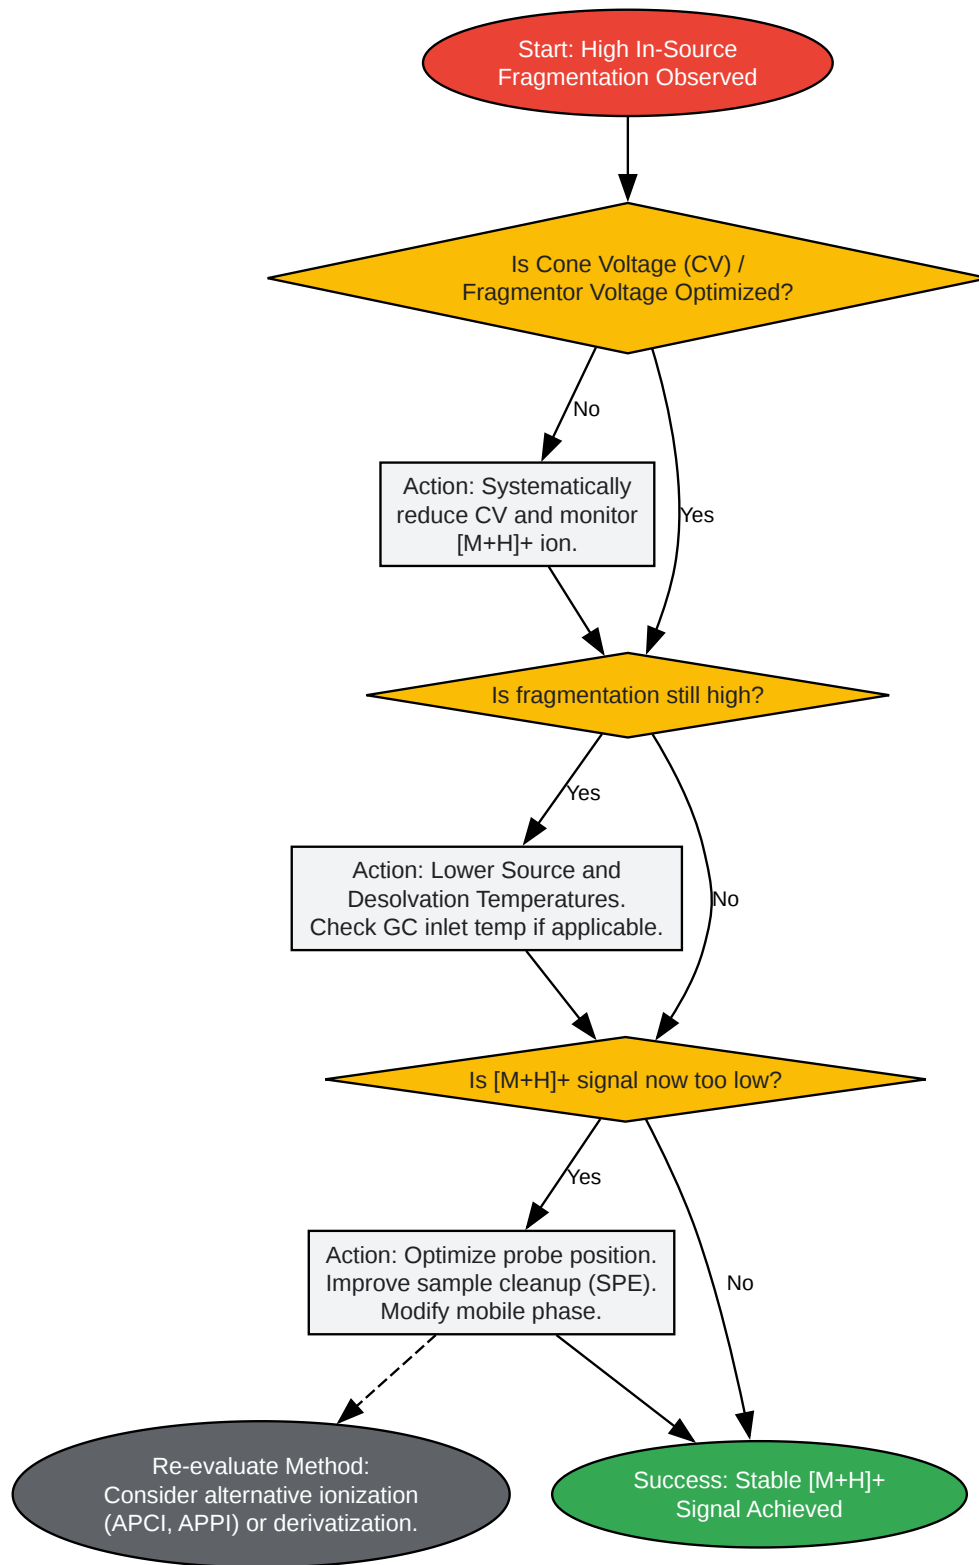 Start: High In-Source
Fragmentation Observed
Is Cone Voltage (CV) /
Fragmentor Voltage Optimized?
No
Action: Systematically
reduce CV and monitor
[M+H]+ ion.
Yes
Is fragmentation still high?
Yes
Action: Lower Source and
Desolvation Temperatures.
Check GC inlet temp if applicable.
No
Is [M+H]+ signal now too low?
Yes
Action: Optimize probe position.
Improve sample cleanup (SPE).
Modify mobile phase.
No
Re-evaluate Method:
Consider alternative ionization
(APCI, APPI) or derivatization.
Success: Stable [M+H]+
Signal Achieved